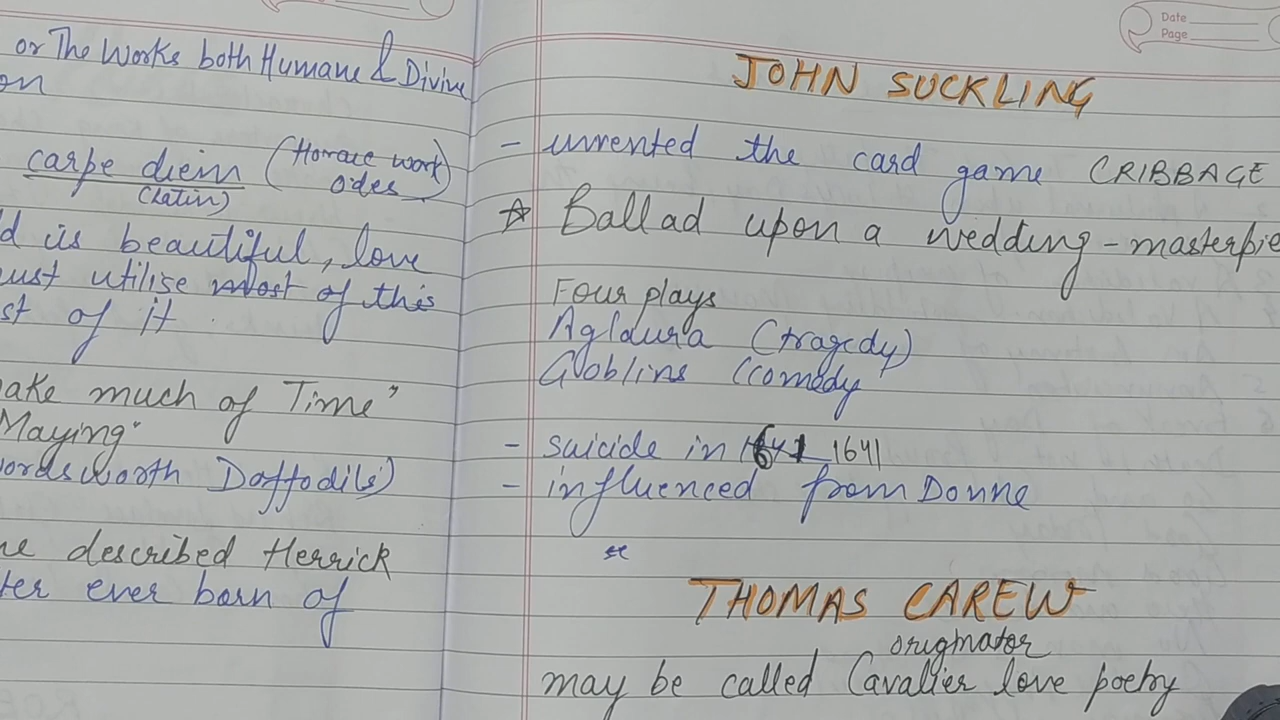 or The Works both Humane & Divine
on
carpe diem (Horace work)
(Latin) odes
d is beautiful, love
ust utilise most of this
st of it
ake much of Time"
Maying"
ordsworth Daffodils)
ne described Herrick
ter ever born of
Date
Page
JOHN SUCKLING
- invented the card game CRIBBAGE
☆ Ballad upon a wedding - masterpie
Four plays
Aglaura (tragedy)
Goblins (comedy
- suicide in 1641
- influenced from Donne
THOMAS CAREW
originator
may be called Cavalier love poetry